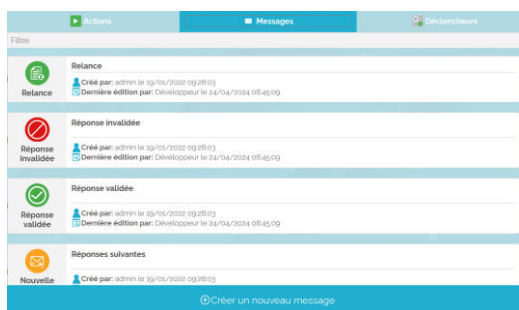 Actions Messages Déclencheurs
Filtre
Relance
Relance
Créé par: admin le 19/01/2022 09:28:03
Dernière édition par: Développeur le 24/04/2024 08:45:09
Réponse invalidée
Réponse invalidée
Créé par: admin le 19/01/2022 09:28:03
Dernière édition par: Développeur le 24/04/2024 08:45:09
Réponse validée
Réponse validée
Créé par: admin le 19/01/2022 09:28:03
Dernière édition par: Développeur le 24/04/2024 08:45:09
Nouvelle
Réponses suivantes
Créé par: admin le 19/01/2022 09:28:03
Créer un nouveau message